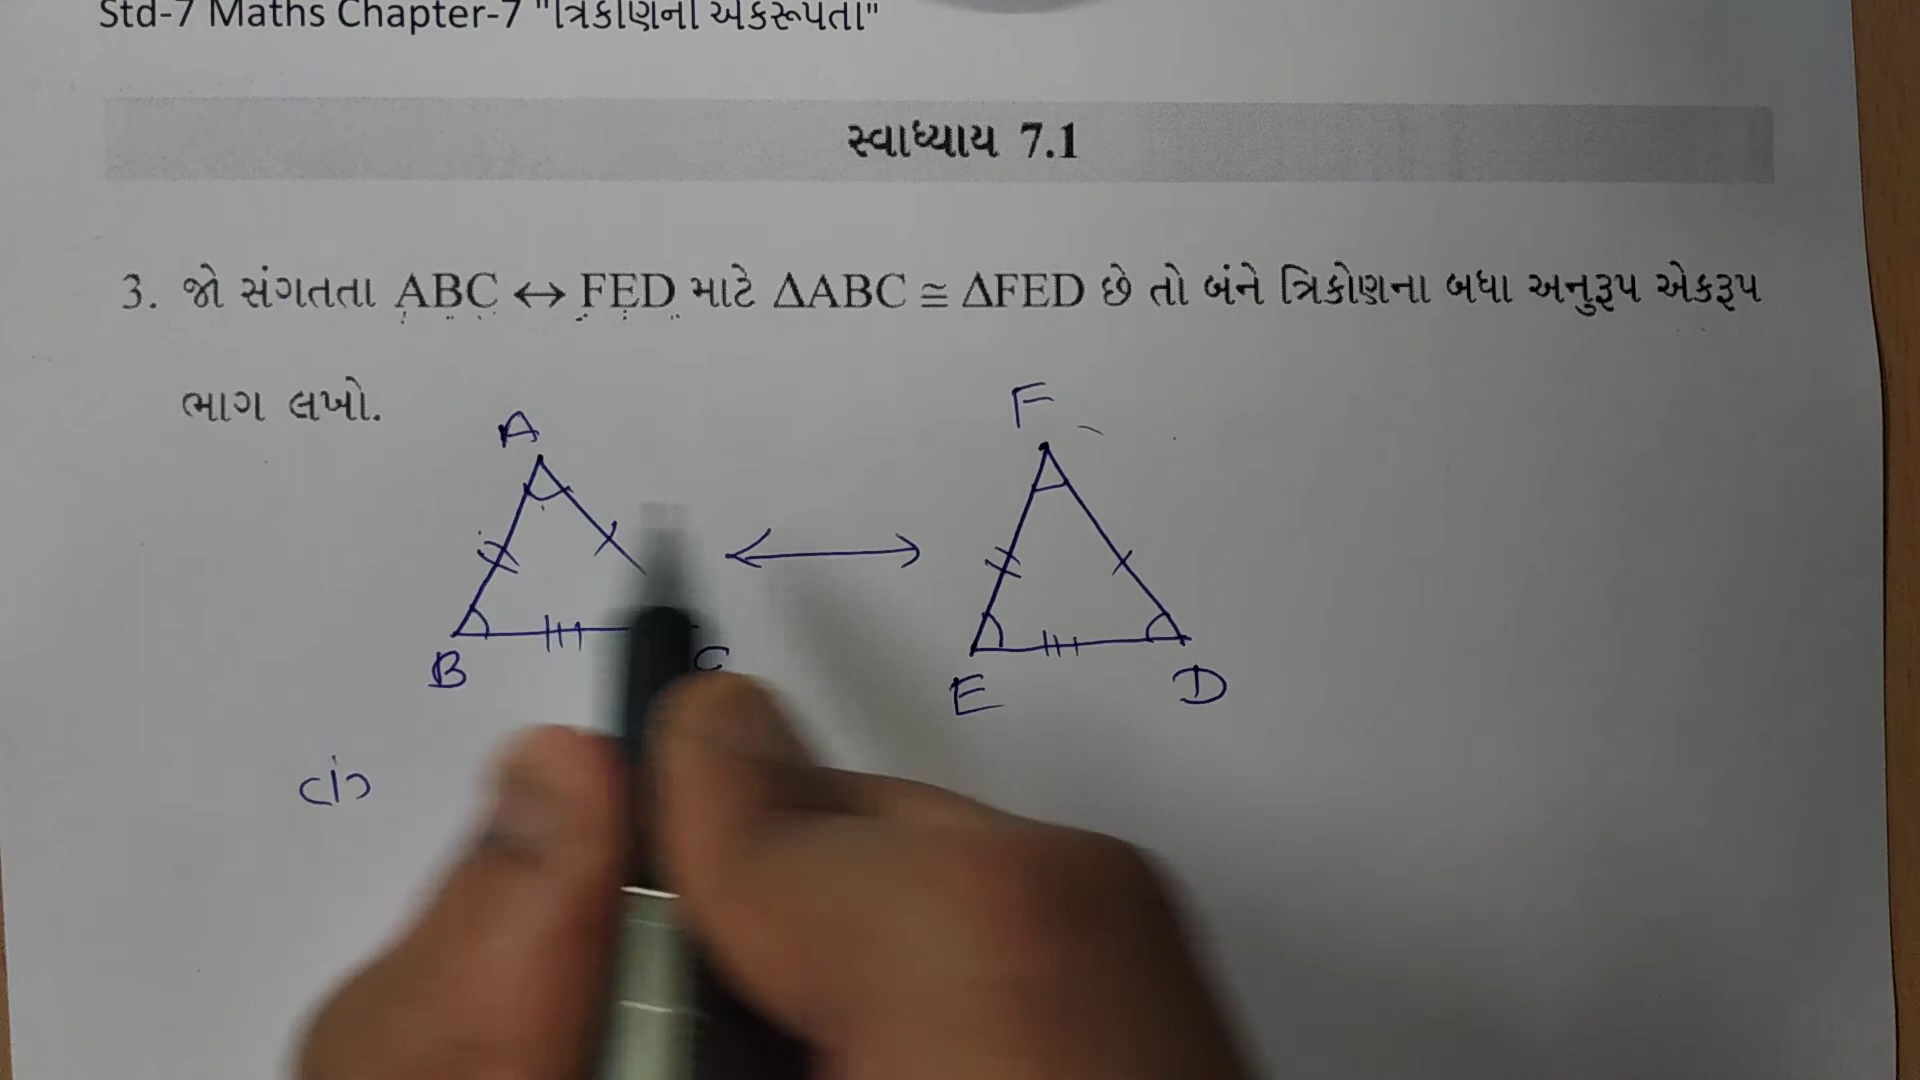 Std-7 Maths Chapter-7 "ત્રિકોણની એકરૂપતા"
સ્વાધ્યાય 7.1
3. જો સંગતતા ABC ↔ FED માટે ΔABC ≅ ΔFED છે તો બંને ત્રિકોણના બધા અનુરૂપ એકરૂપ
ભાગ લખો.
A F
B C E D
(i)